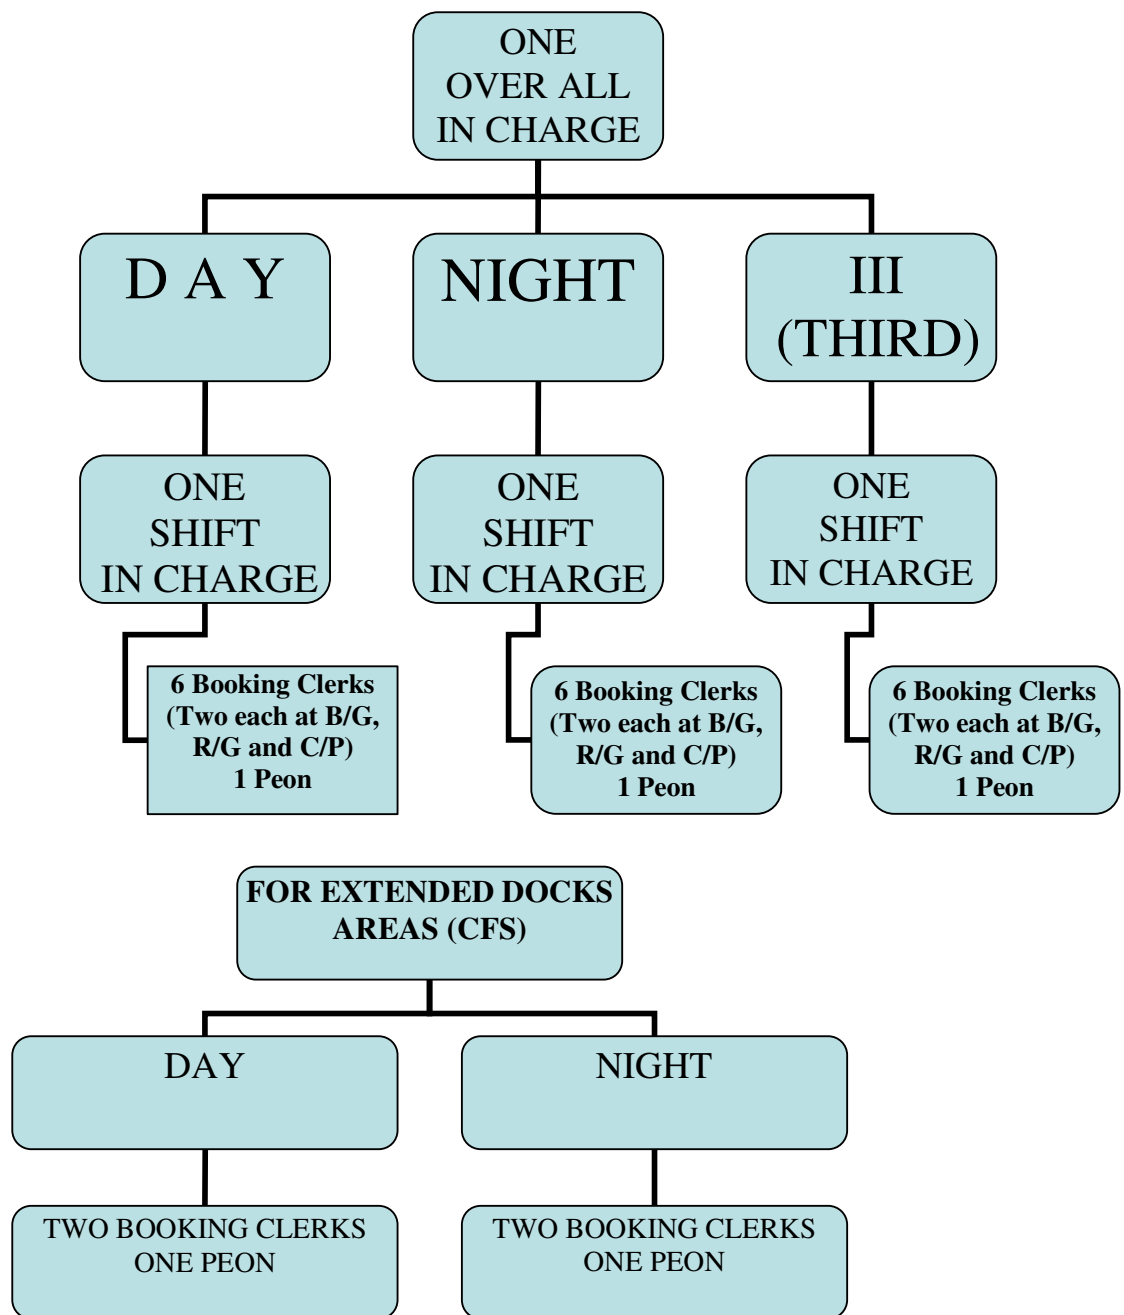 ONE
OVER ALL
IN CHARGE
D A Y
NIGHT
III
(THIRD)
ONE
SHIFT
IN CHARGE
ONE
SHIFT
IN CHARGE
ONE
SHIFT
IN CHARGE
6 Booking Clerks
(Two each at B/G,
R/G and C/P)
1 Peon
6 Booking Clerks
(Two each at B/G,
R/G and C/P)
1 Peon
6 Booking Clerks
(Two each at B/G,
R/G and C/P)
1 Peon
FOR EXTENDED DOCKS
AREAS (CFS)
DAY
NIGHT
TWO BOOKING CLERKS
ONE PEON
TWO BOOKING CLERKS
ONE PEON